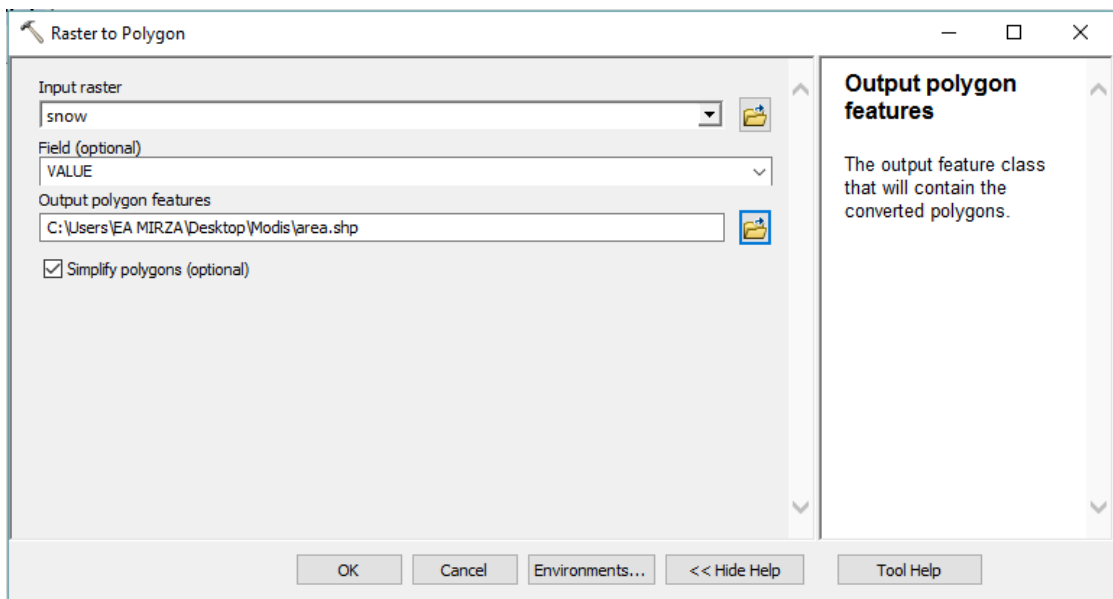 Raster to Polygon
Input raster
snow
Field (optional)
VALUE
Output polygon features
C:\Users\EA MIRZA\Desktop\Modis\area.shp
Simplify polygons (optional)
Output polygon
features
The output feature class
that will contain the
converted polygons.
OK
Cancel
Environments...
<< Hide Help
Tool Help